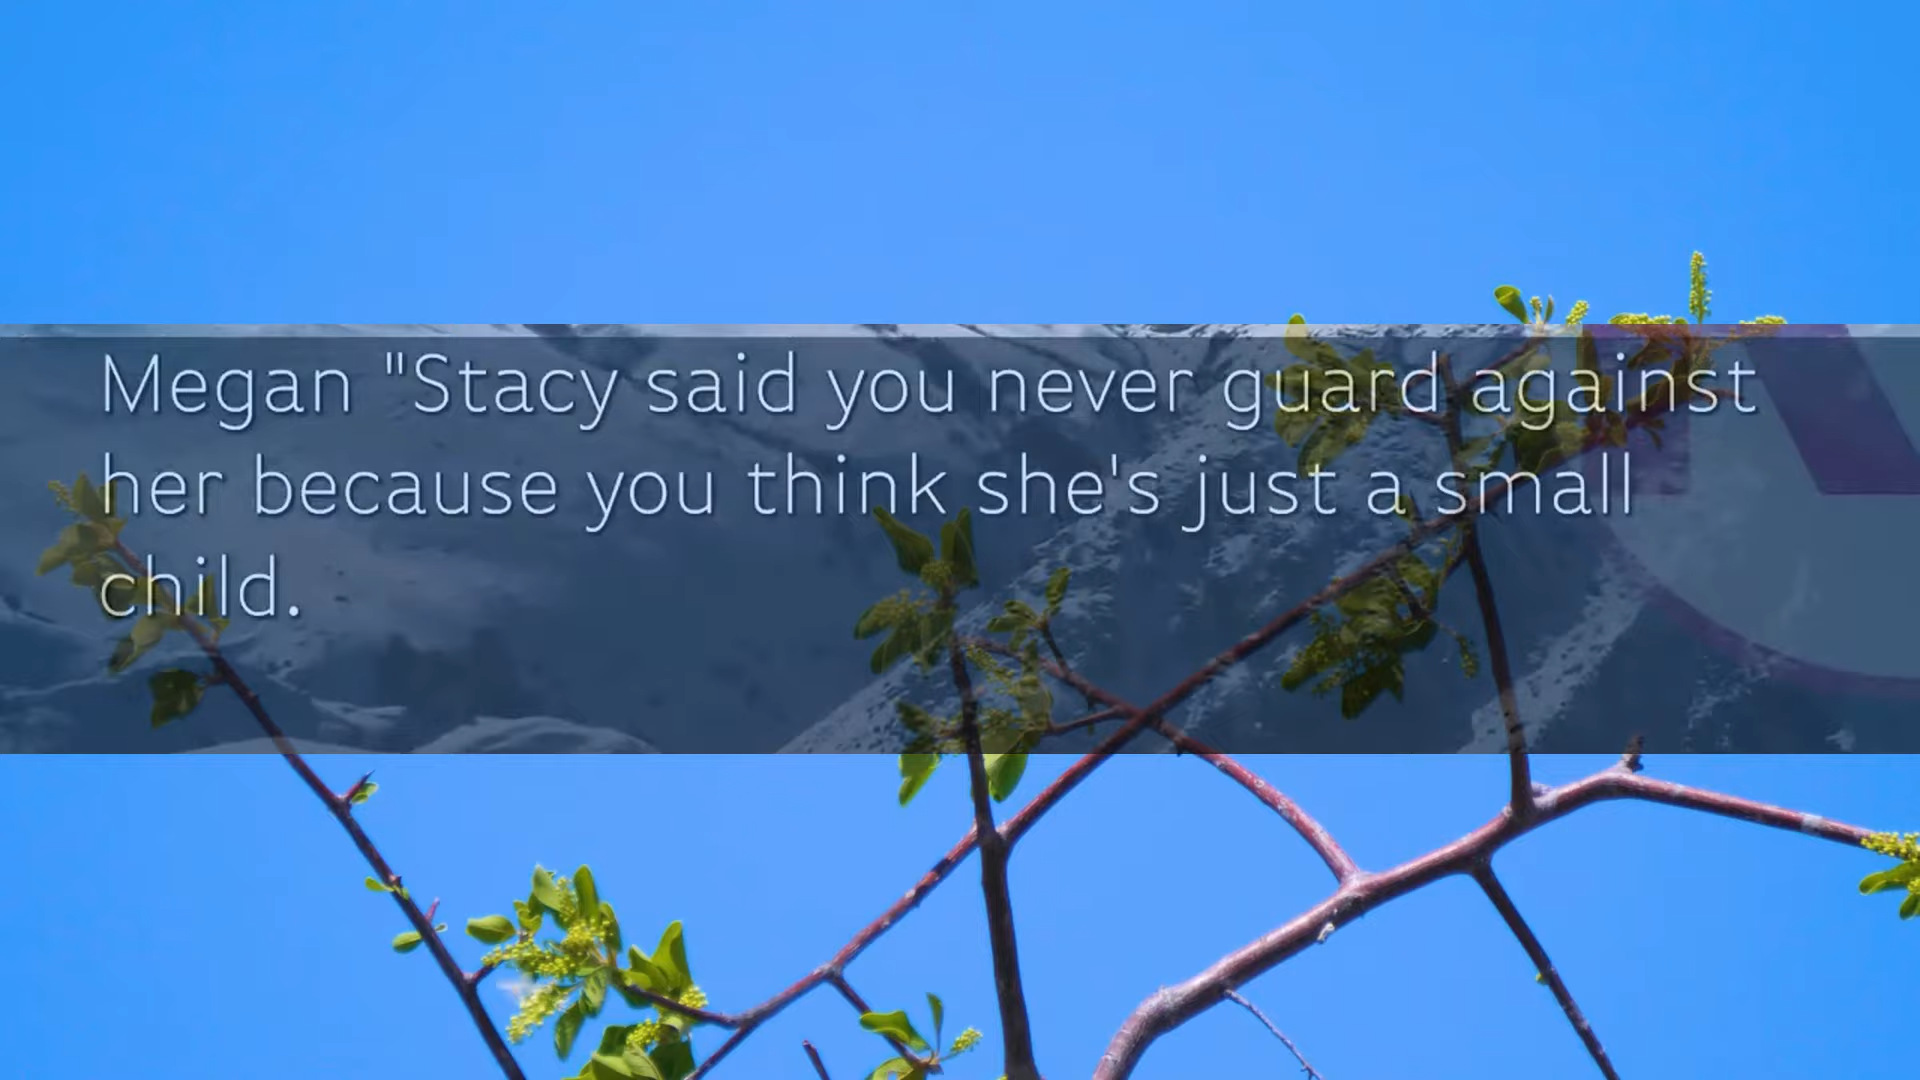 Megan "Stacy said you never guard against
her because you think she's just a small
child.